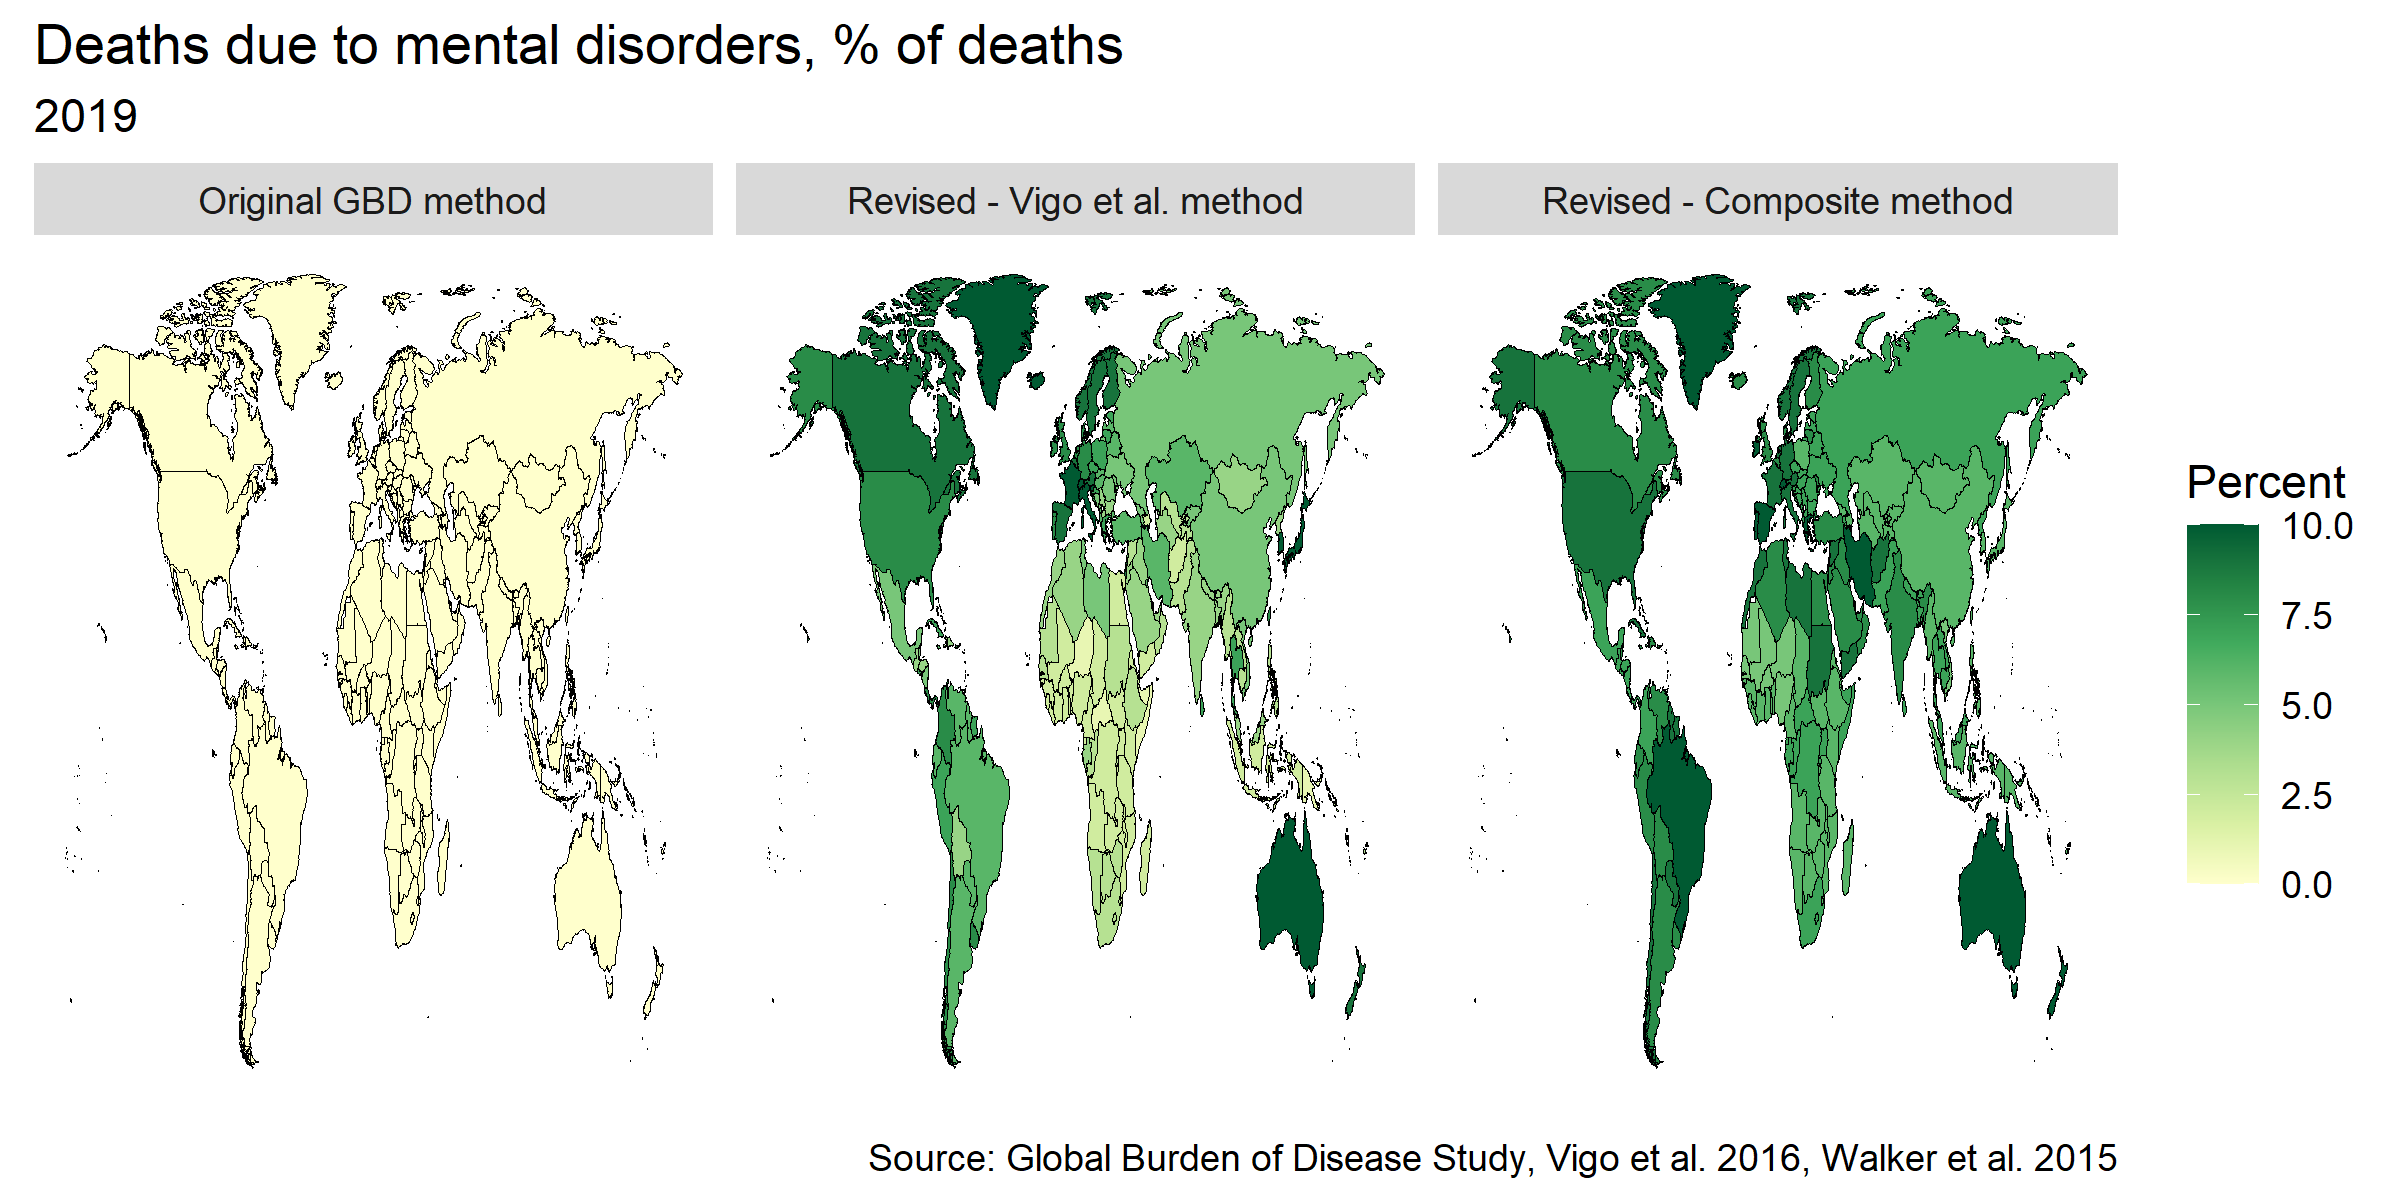 Deaths due to mental disorders, % of deaths
2019
Original GBD method
Revised - Vigo et al. method
Revised - Composite method
Percent
10.0
7.5
5.0
2.5
0.0
Source: Global Burden of Disease Study, Vigo et al. 2016, Walker et al. 2015